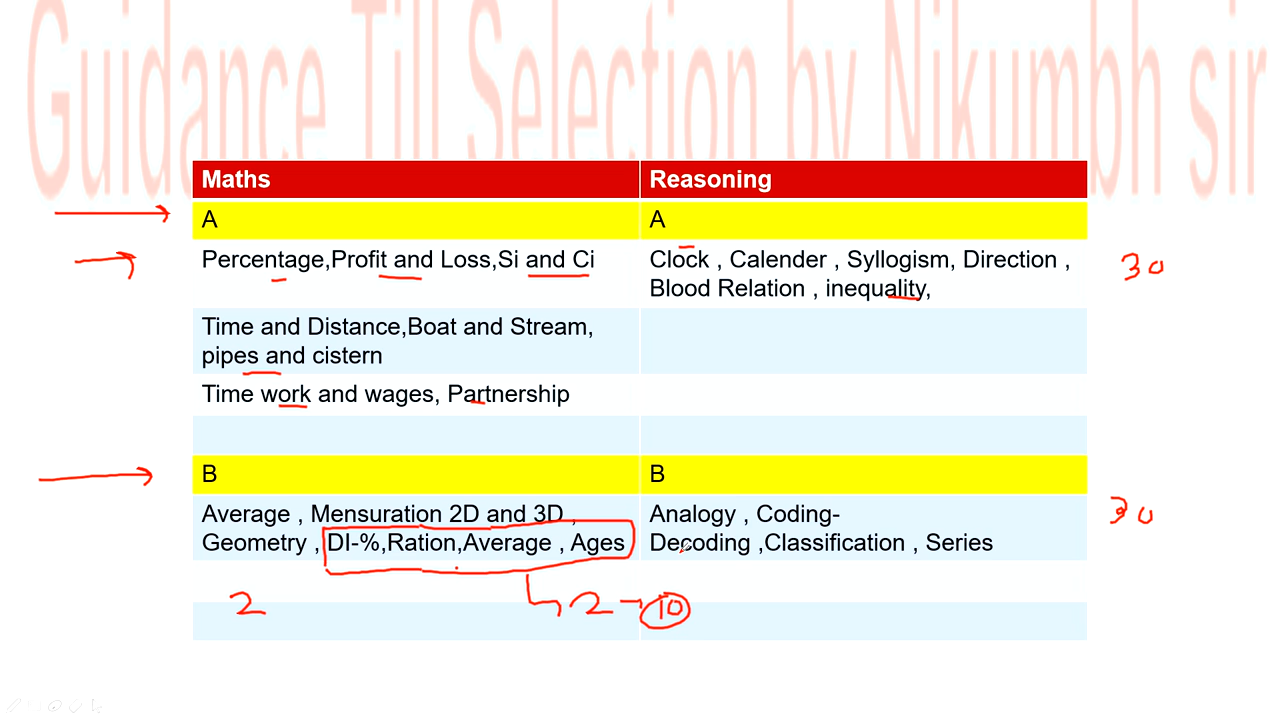 Guidance Till Selection by Nikumbh sir
Maths
Reasoning
A
A
Percentage,Profit and Loss,Si and Ci
Clock , Calender , Syllogism, Direction ,
Blood Relation , inequality,
30
Time and Distance,Boat and Stream,
pipes and cistern
Time work and wages, Partnership
B
B
Average , Mensuration 2D and 3D ,
Geometry , DI-%,Ration,Average , Ages
Analogy , Coding-
Decoding ,Classification , Series
30
2
2 → 10